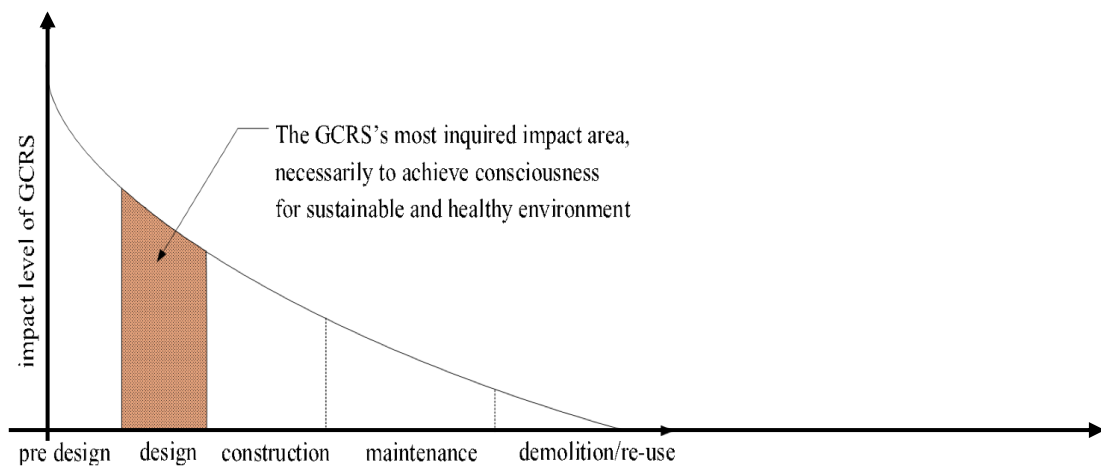 impact level of GCRS
The GCRS's most inquired impact area,
necessarily to achieve consciousness
for sustainable and healthy environment
pre design design construction maintenance demolition/re-use